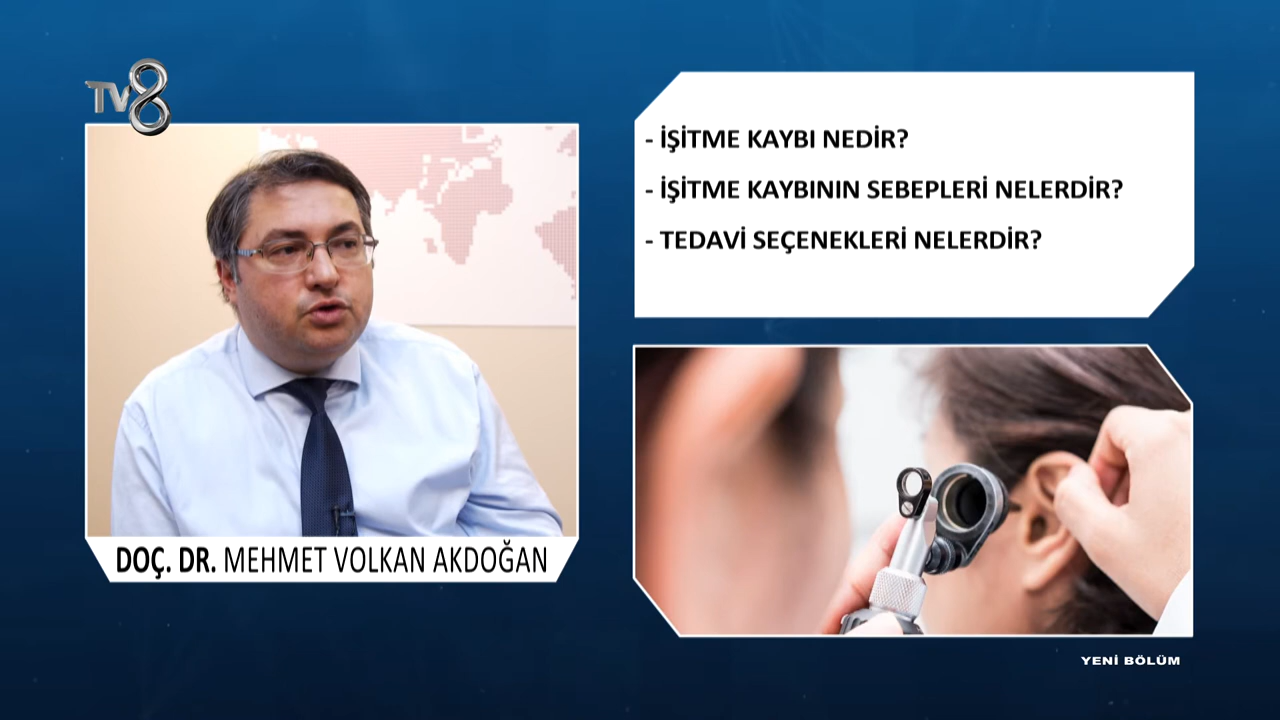 TV8
- İŞİTME KAYBI NEDİR?
- İŞİTME KAYBININ SEBEPLERİ NELERDİR?
- TEDAVİ SEÇENEKLERİ NELERDİR?
DOÇ. DR. MEHMET VOLKAN AKDOĞAN
YENİ BÖLÜM